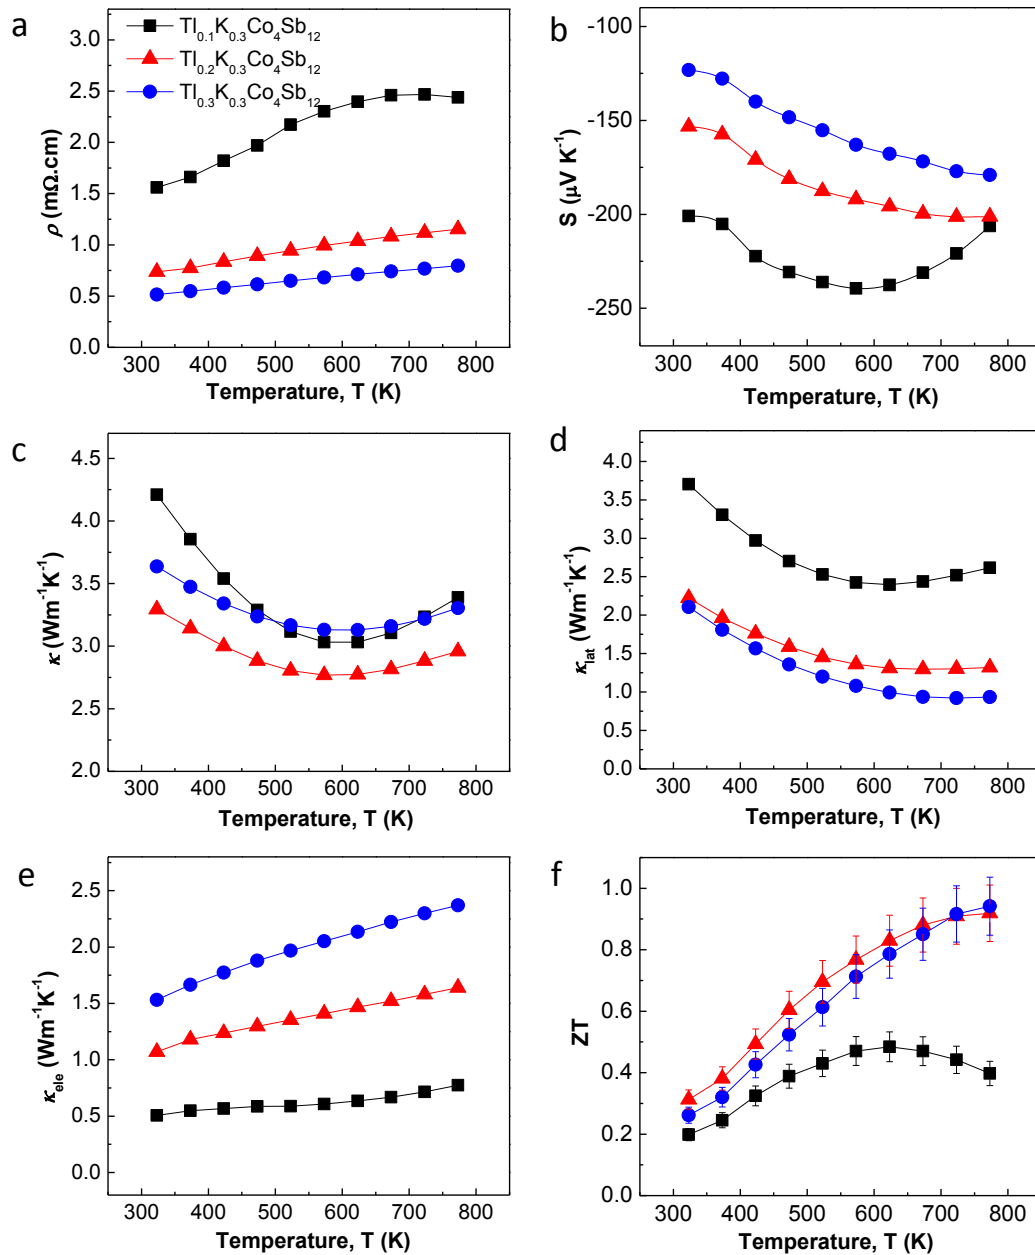 a
Tl0.1K0.3Co4Sb12
Tl0.2K0.3Co4Sb12
Tl0.3K0.3Co4Sb12
3.0
2.5
2.0
1.5
1.0
0.5
0.0
ρ (mΩ.cm)
300 400 500 600 700 800
Temperature, T (K)
b
-100
-150
-200
-250
S (μV K⁻¹)
300 400 500 600 700 800
Temperature, T (K)
c
4.5
4.0
3.5
3.0
2.5
2.0
κ (Wm⁻¹K⁻¹)
300 400 500 600 700 800
Temperature, T (K)
d
4.0
3.5
3.0
2.5
2.0
1.5
1.0
0.5
0.0
κlat (Wm⁻¹K⁻¹)
300 400 500 600 700 800
Temperature, T (K)
e
2.5
2.0
1.5
1.0
0.5
0.0
κele (Wm⁻¹K⁻¹)
300 400 500 600 700 800
Temperature, T (K)
f
1.0
0.8
0.6
0.4
0.2
ZT
300 400 500 600 700 800
Temperature, T (K)